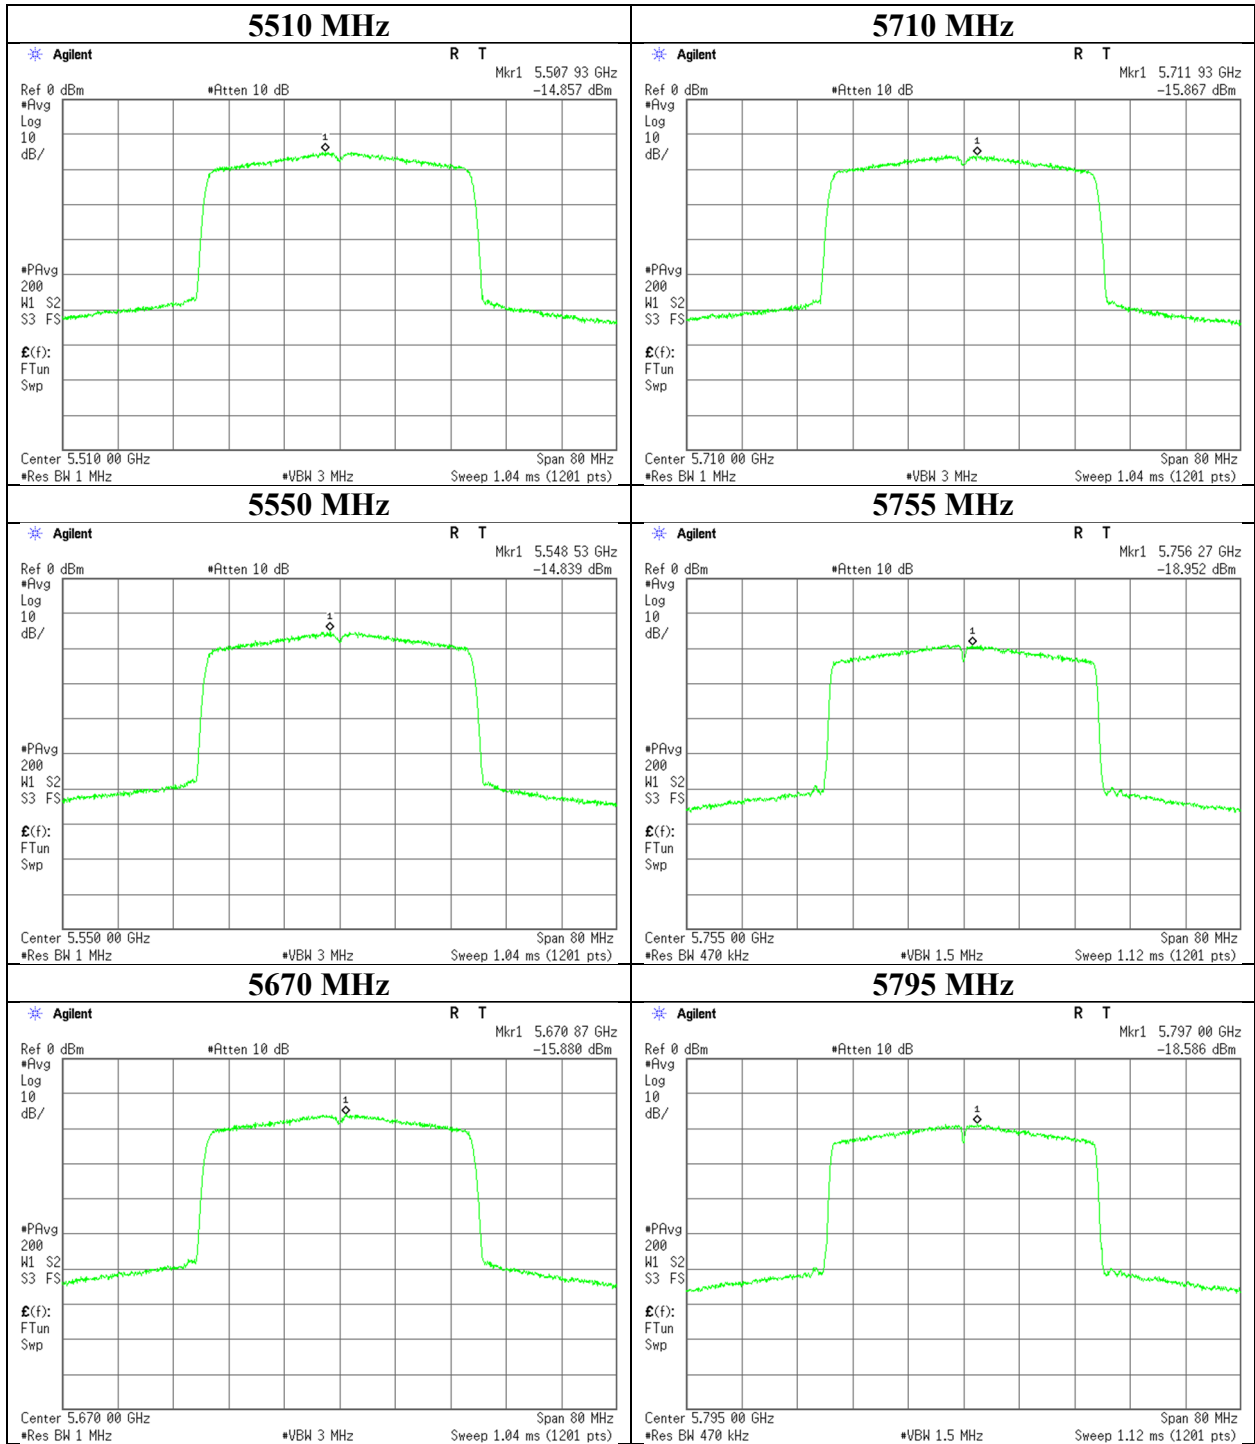 5510 MHz
Agilent R T
Mkr1 5.507 93 GHz
Ref 0 dBm #Atten 10 dB -14.857 dBm
#Avg
Log
10
dB/
1
#PAvg
200
W1 S2
S3 FS
£(f):
FTun
Swp
Center 5.510 00 GHz Span 80 MHz
#Res BW 1 MHz #VBW 3 MHz Sweep 1.04 ms (1201 pts)
5710 MHz
Agilent R T
Mkr1 5.711 93 GHz
Ref 0 dBm #Atten 10 dB -15.867 dBm
#Avg
Log
10
dB/
1
#PAvg
200
W1 S2
S3 FS
£(f):
FTun
Swp
Center 5.710 00 GHz Span 80 MHz
#Res BW 1 MHz #VBW 3 MHz Sweep 1.04 ms (1201 pts)
5550 MHz
Agilent R T
Mkr1 5.548 53 GHz
Ref 0 dBm #Atten 10 dB -14.839 dBm
#Avg
Log
10
dB/
1
#PAvg
200
W1 S2
S3 FS
£(f):
FTun
Swp
Center 5.550 00 GHz Span 80 MHz
#Res BW 1 MHz #VBW 3 MHz Sweep 1.04 ms (1201 pts)
5755 MHz
Agilent R T
Mkr1 5.756 27 GHz
Ref 0 dBm #Atten 10 dB -18.952 dBm
#Avg
Log
10
dB/
1
#PAvg
200
W1 S2
S3 FS
£(f):
FTun
Swp
Center 5.755 00 GHz Span 80 MHz
#Res BW 470 kHz #VBW 1.5 MHz Sweep 1.12 ms (1201 pts)
5670 MHz
Agilent R T
Mkr1 5.670 87 GHz
Ref 0 dBm #Atten 10 dB -15.880 dBm
#Avg
Log
10
dB/
1
#PAvg
200
W1 S2
S3 FS
£(f):
FTun
Swp
Center 5.670 00 GHz Span 80 MHz
#Res BW 1 MHz #VBW 3 MHz Sweep 1.04 ms (1201 pts)
5795 MHz
Agilent R T
Mkr1 5.797 00 GHz
Ref 0 dBm #Atten 10 dB -18.586 dBm
#Avg
Log
10
dB/
1
#PAvg
200
W1 S2
S3 FS
£(f):
FTun
Swp
Center 5.795 00 GHz Span 80 MHz
#Res BW 470 kHz #VBW 1.5 MHz Sweep 1.12 ms (1201 pts)